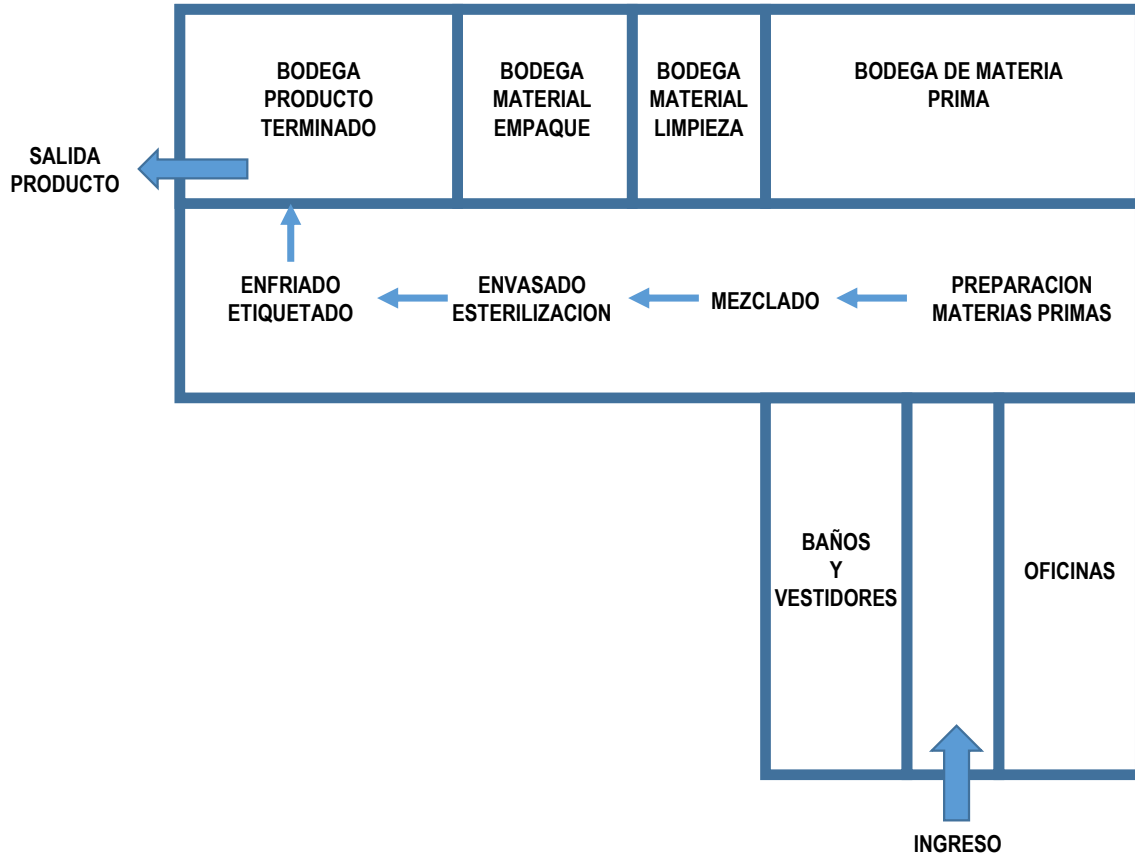 BODEGA
PRODUCTO
TERMINADO
BODEGA
MATERIAL
EMPAQUE
BODEGA
MATERIAL
LIMPIEZA
BODEGA DE MATERIA
PRIMA
SALIDA
PRODUCTO
ENFRIADO
ETIQUETADO
ENVASADO
ESTERILIZACION
MEZCLADO
PREPARACION
MATERIAS PRIMAS
BAÑOS
Y
VESTIDORES
OFICINAS
INGRESO